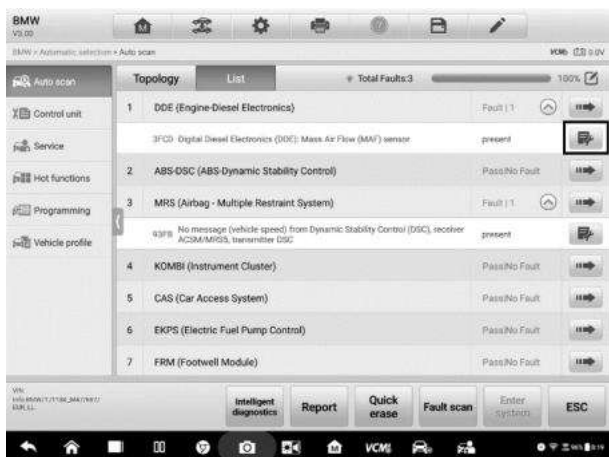 BMW
V3.00
BMW > Automatic selection > Auto scan
VCMI 0.0V
Auto scan
Topology
List
Total Faults:3
100%
Control unit
1 DDE (Engine-Diesel Electronics) Fault | 1
3FCD Digital Diesel Electronics (DDE): Mass Air Flow (MAF) sensor present
Service
2 ABS-DSC (ABS-Dynamic Stability Control) Pass/No Fault
Hot functions
3 MRS (Airbag - Multiple Restraint System) Fault | 1
Programming
93FB No message (vehicle speed) from Dynamic Stability Control (DSC), receiver
ACSM/MRS5, transmitter DSC present
Vehicle profile
4 KOMBI (Instrument Cluster) Pass/No Fault
5 CAS (Car Access System) Pass/No Fault
6 EKPS (Electric Fuel Pump Control) Pass/No Fault
7 FRM (Footwell Module) Pass/No Fault
VIN:
Intelligent
diagnostics
Report
Quick
erase
Fault scan
Enter
system
ESC
VCMI